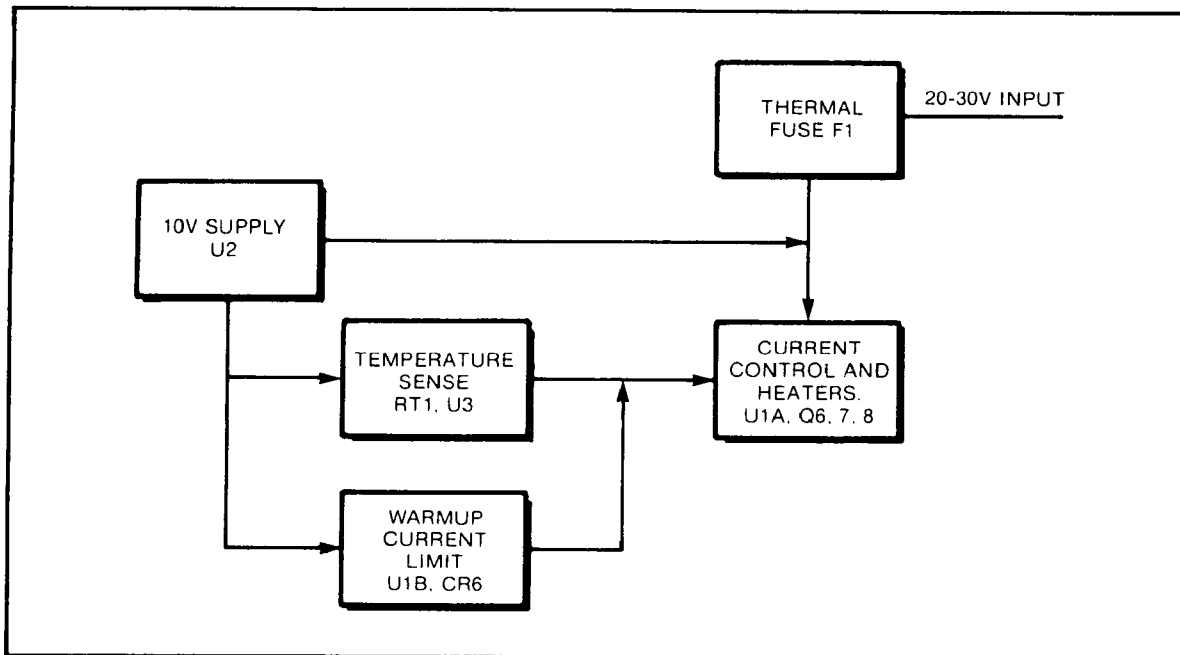 THERMAL
FUSE F1
20-30V INPUT
10V SUPPLY
U2
TEMPERATURE
SENSE
RT1, U3
CURRENT
CONTROL AND
HEATERS.
U1A, Q6, 7, 8
WARMUP
CURRENT
LIMIT
U1B, CR6